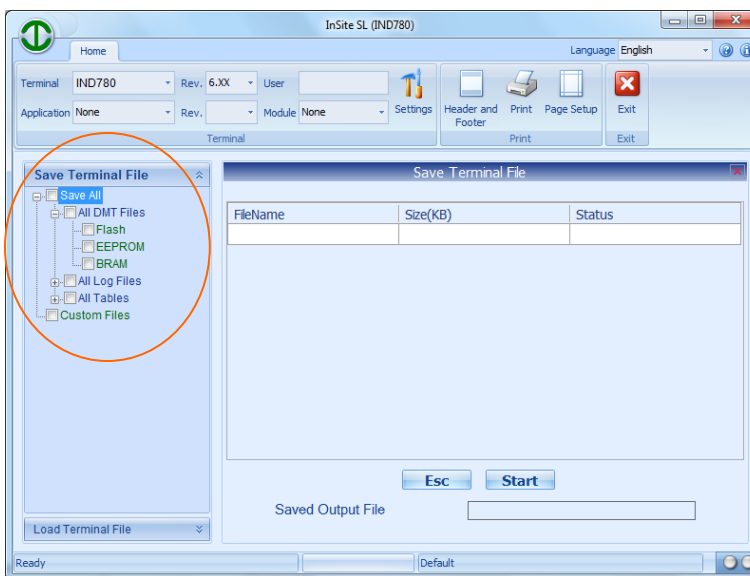 InSite SL (IND780)
Home
Language English
Terminal IND780 Rev. 6.XX User
Application None Rev. Module None
Settings
Header and Footer
Print
Page Setup
Exit
Terminal
Print
Exit
Save Terminal File
Save All
All DMT Files
Flash
EEPROM
BRAM
All Log Files
All Tables
Custom Files
Load Terminal File
Save Terminal File
FileName Size(KB) Status
Esc Start
Saved Output File
Ready Default